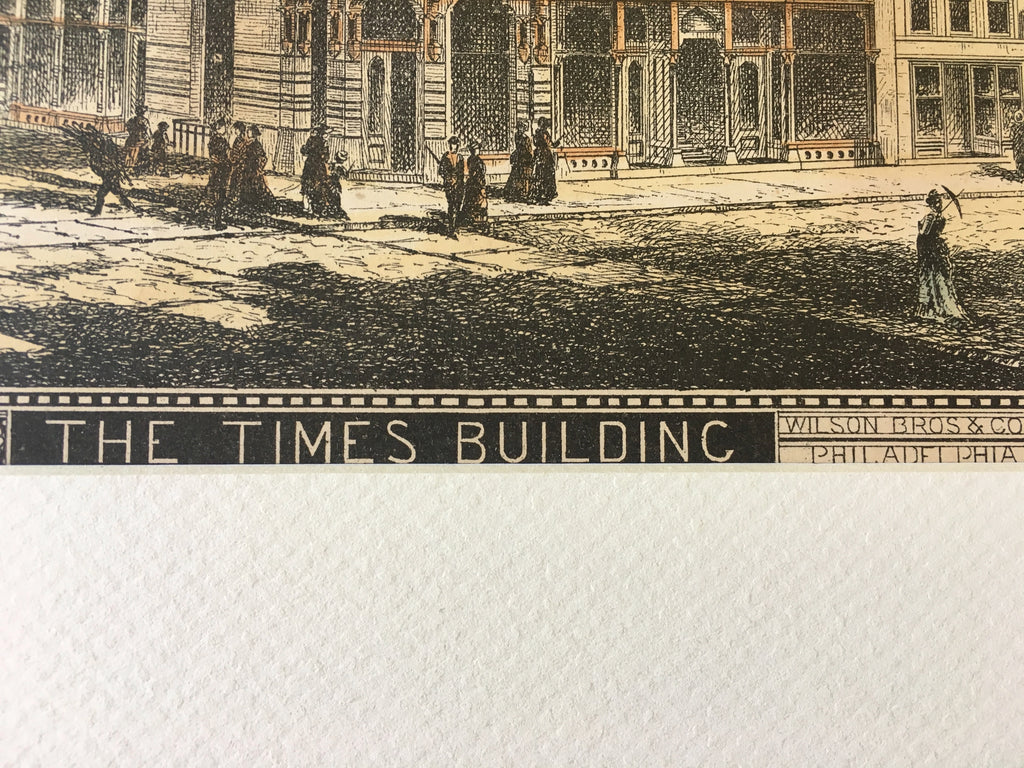 THE TIMES BUILDING
WILSON BROS & CO
PHILADELPHIA